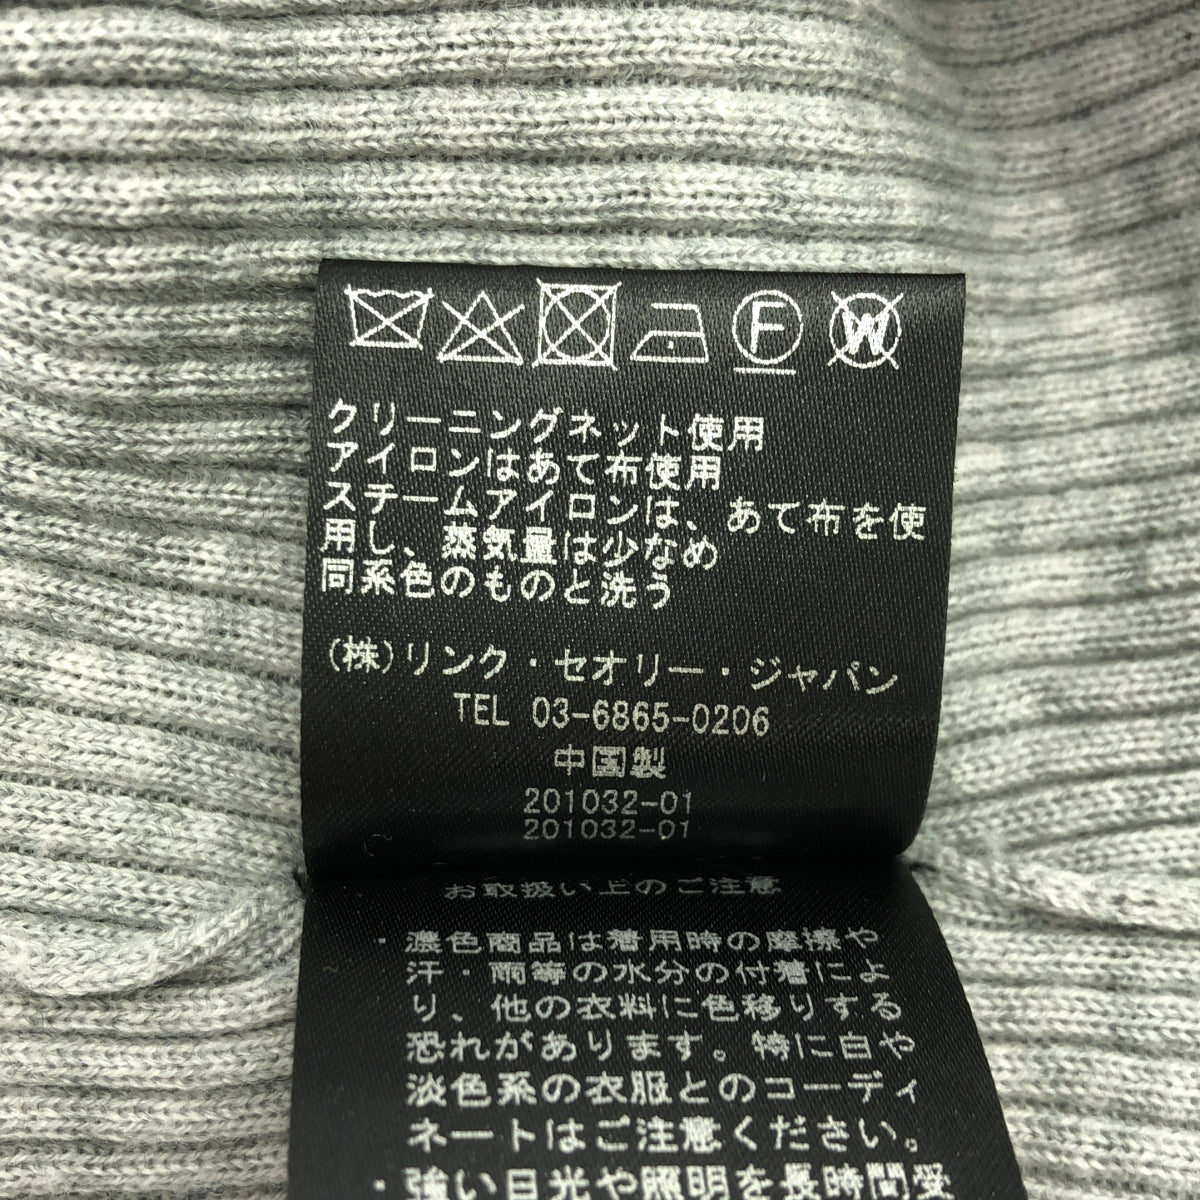 F W
クリーニングネット使用
アイロンはあて布使用
スチームアイロンは、あて布を使
用し、蒸気量は少なめ
同系色のものと洗う
(株)リンク・セオリー・ジャパン
TEL 03-6865-0206
中国製
201032-01
201032-01
お取扱い上のご注意
・濃色商品は着用時の摩擦や
汗・雨等の水分の付着によ
り、他の衣料に色移りする
恐れがあります。特に白や
淡色系の衣服とのコーディ
ネートはご注意ください。
・強い日光や照明を長時間受